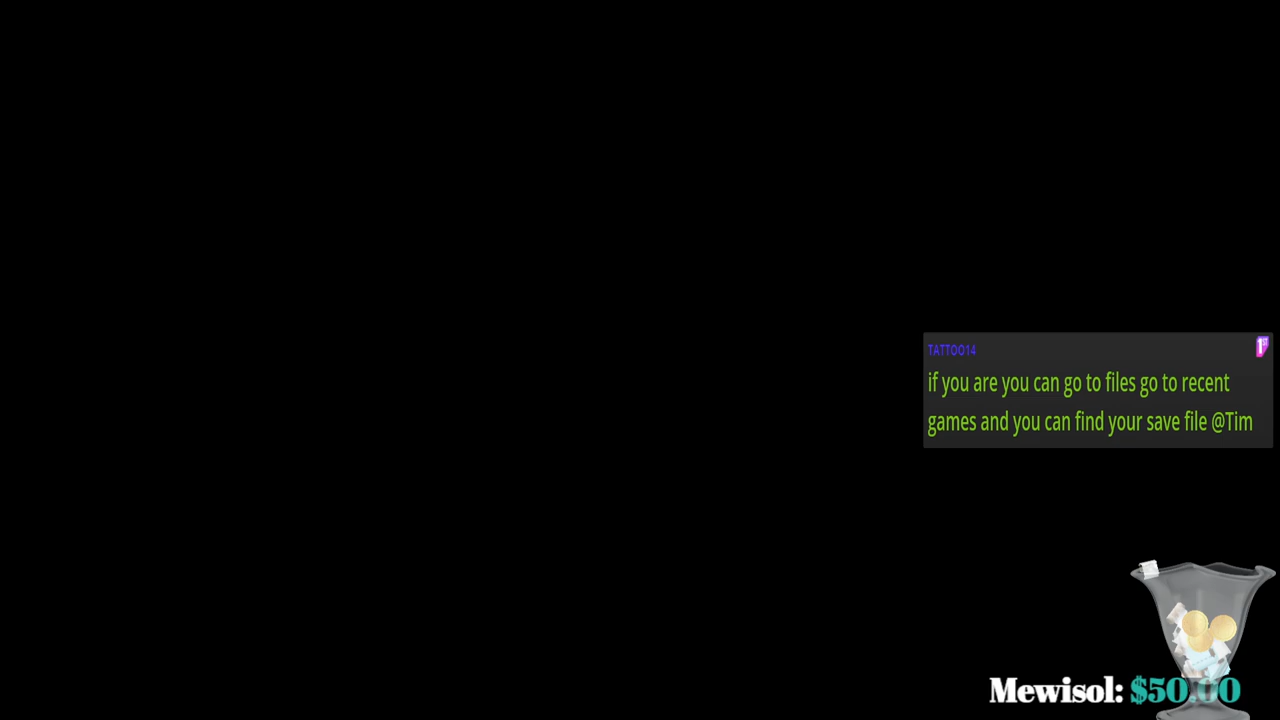 TATTOO14
1ST
if you are you can go to files go to recent
games and you can find your save file @Tim
Mewisol: $50.00